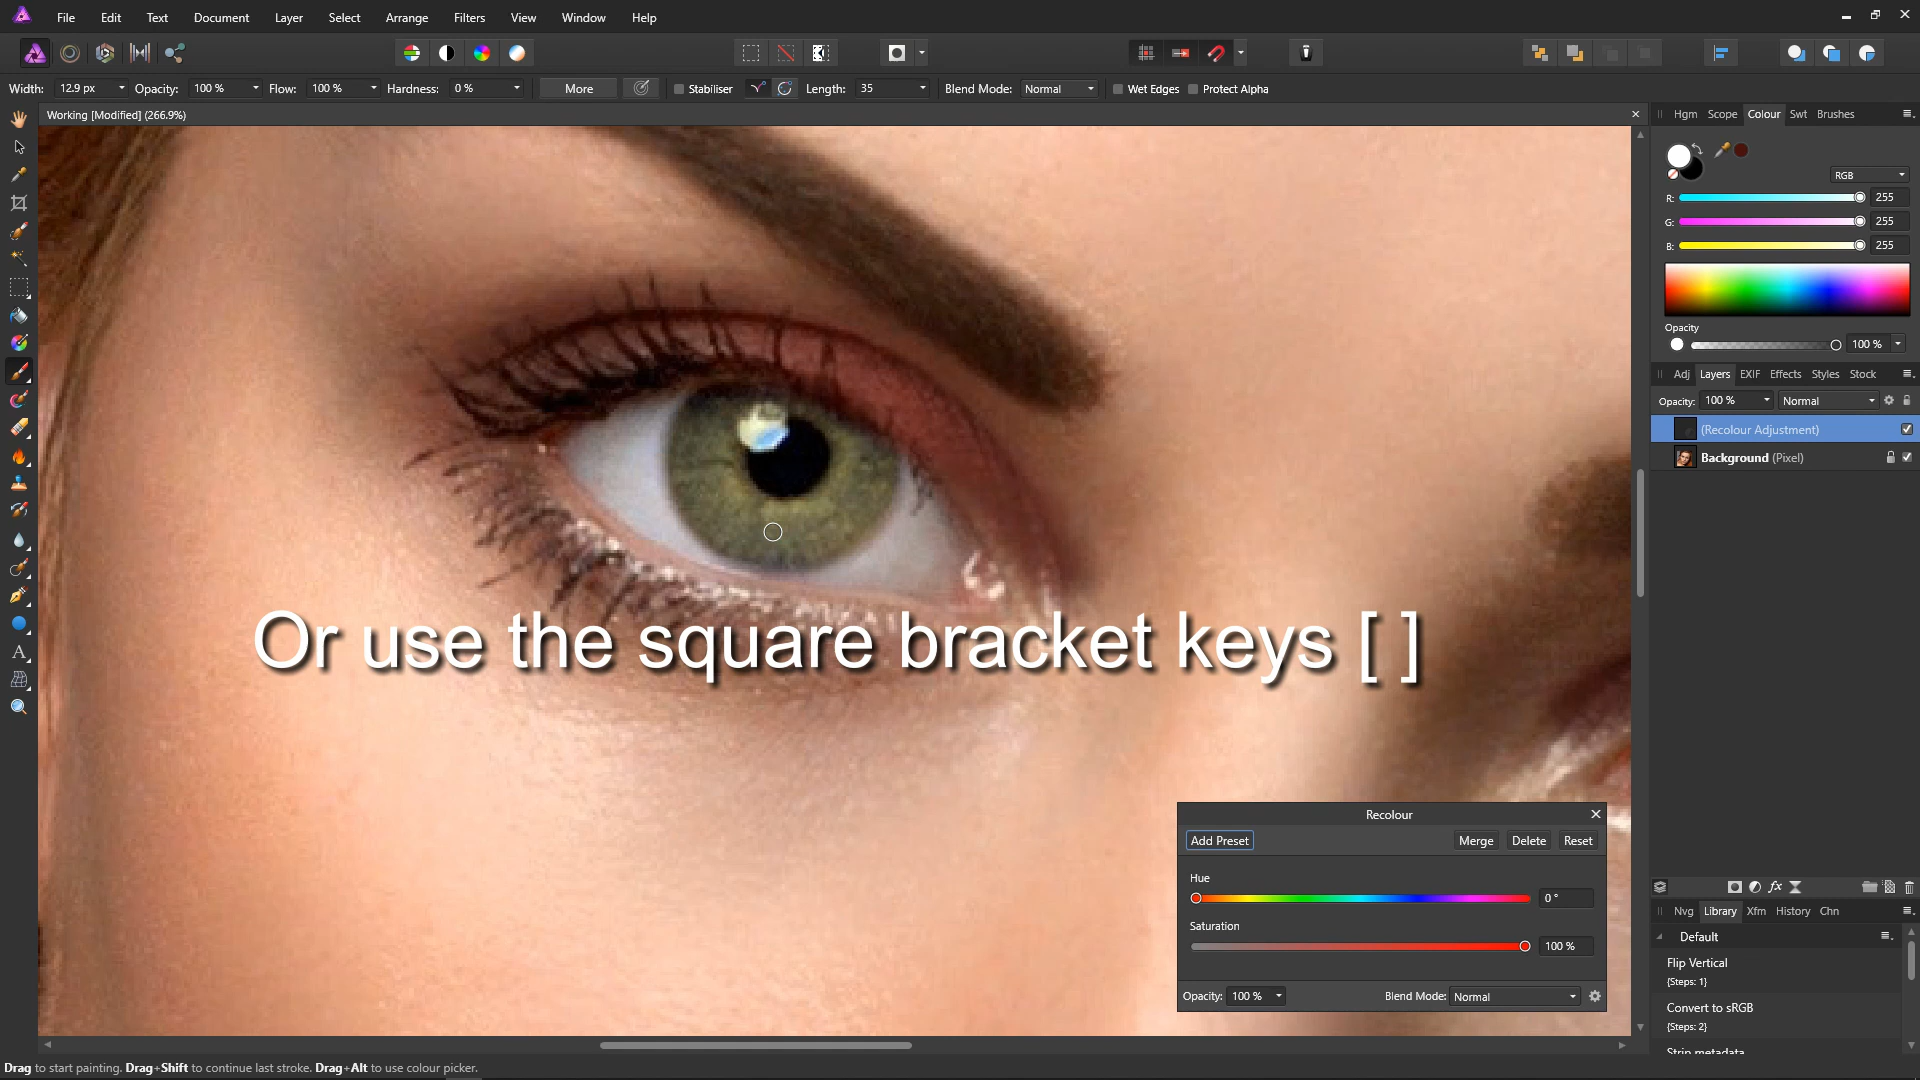 File Edit Text Document Layer Select Arrange Filters View Window Help
Width: 12.9 px Opacity: 100 % Flow: 100 % Hardness: 0 % More Stabiliser Length: 35 Blend Mode: Normal Wet Edges Protect Alpha
Working [Modified] (266.9%)
Hgm Scope Colour Swt Brushes
RGB
R: 255
G: 255
B: 255
Opacity
100 %
Adj Layers EXIF Effects Styles Stock
Opacity: 100 % Normal
(Recolour Adjustment)
Background (Pixel)
Or use the square bracket keys [ ]
Recolour
Add Preset Merge Delete Reset
Hue
0 °
Saturation
100 %
Opacity: 100 % Blend Mode: Normal
fx
Nvg Library Xfm History Chn
Default
Flip Vertical
{Steps: 1}
Convert to sRGB
{Steps: 2}
Strip metadata
Drag to start painting. Drag+Shift to continue last stroke. Drag+Alt to use colour picker.